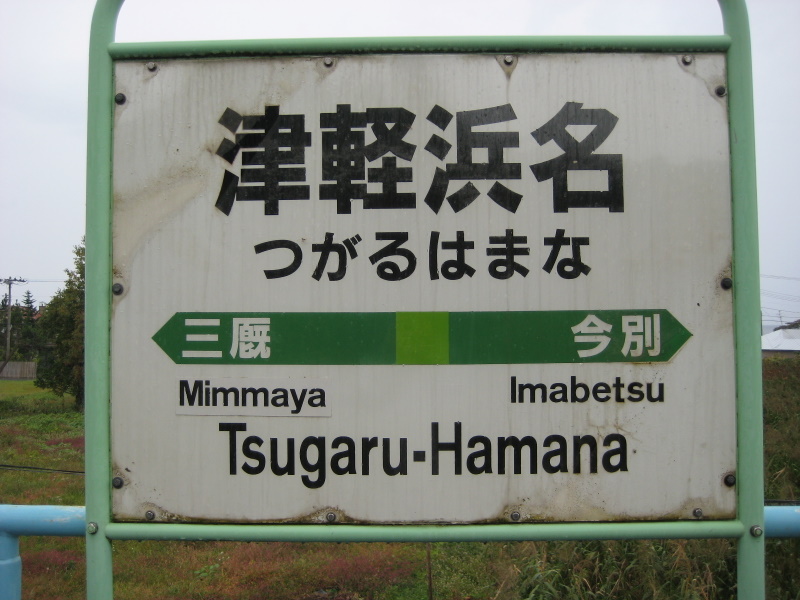 津軽浜名
つがるはまな
三厩 今別
Mimmaya Imabetsu
Tsugaru-Hamana